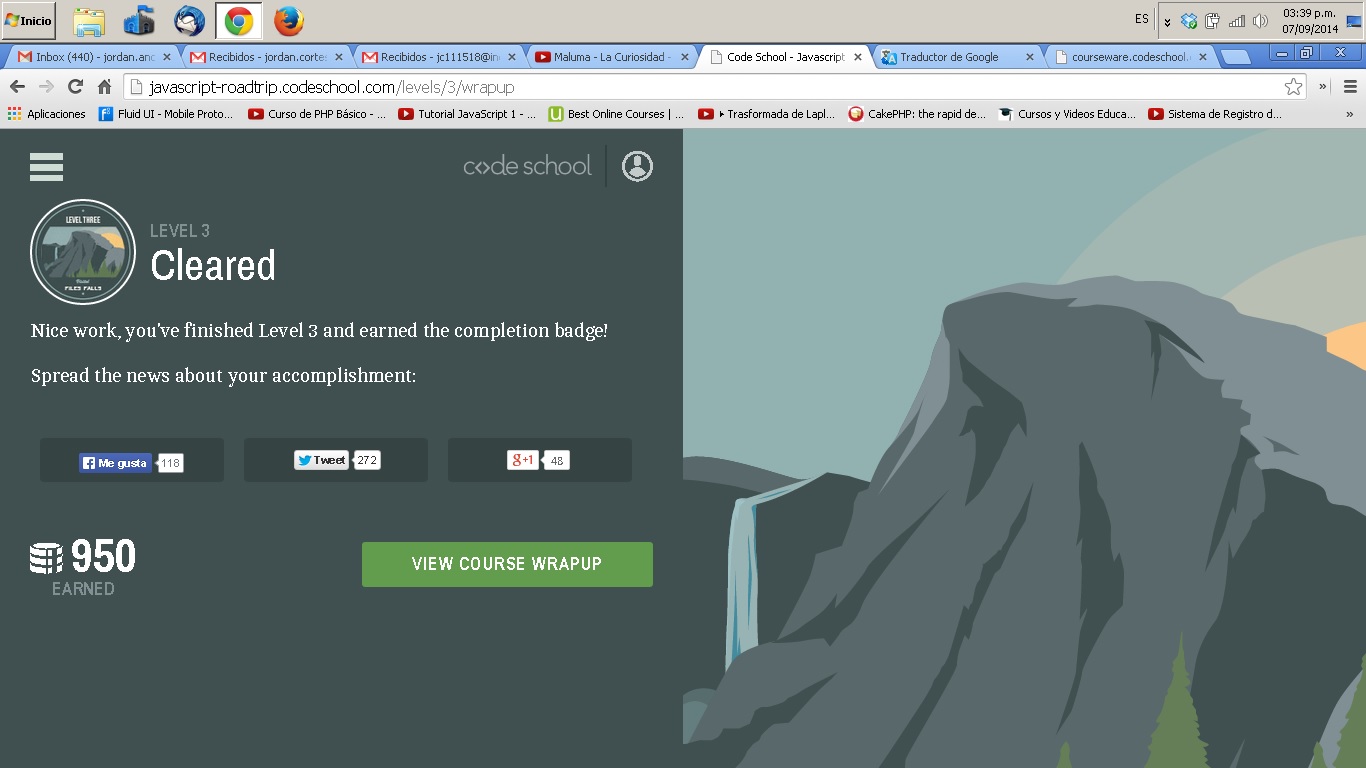 Inicio
ES
03:39 p.m.
07/09/2014
Inbox (440) - jordan.anc
Recibidos - jordan.corte
Recibidos - jc111518@in
Maluma - La Curiosidad -
Code School - Javascript
Traductor de Google
courseware.codeschool.
javascript-roadtrip.codeschool.com/levels/3/wrapup
»
Aplicaciones
Fluid UI - Mobile Proto...
Curso de PHP Básico - ...
Tutorial JavaScript 1 - ...
Best Online Courses | ...
Trasformada de Lapl...
CakePHP: the rapid de...
Cursos y Videos Educa...
Sistema de Registro d...
»
c<>de school
LEVEL THREE
Visited
FILES FALLS
LEVEL 3
Cleared
Nice work, you've finished Level 3 and earned the completion badge!
Spread the news about your accomplishment:
Me gusta 118
Tweet 272
g+1 48
950
EARNED
VIEW COURSE WRAPUP